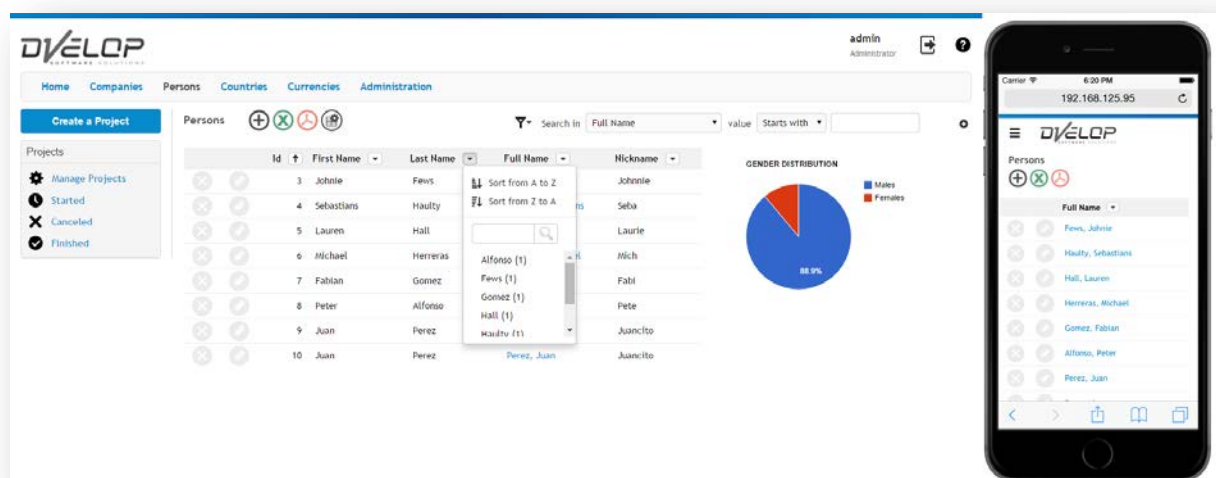 DVELOP
SOFTWARE SOLUTIONS
admin
Administrator
Home Companies Persons Countries Currencies Administration
Create a Project
Projects
Manage Projects
Started
Canceled
Finished
Persons
Search in Full Name value Starts with
Id First Name Last Name Full Name Nickname
3 Johnie Fews Johnnie
4 Sebastians Haulty ns Seba
5 Lauren Hall Laurie
6 Michael Herreras Mich
7 Fabian Gomez Fabi
8 Peter Alfonso Pete
9 Juan Perez Juancito
10 Juan Perez Perez, Juan Juancito
Sort from A to Z
Sort from Z to A
Alfonso (1)
Fews (1)
Gomez (1)
Hall (1)
Haulty (1)
GENDER DISTRIBUTION
Males
Females
88.9%
Carrier 6:20 PM
192.168.125.95
DVELOP
Persons
Full Name
Fews, Johnie
Haulty, Sebastians
Hall, Lauren
Herreras, Michael
Gomez, Fabian
Alfonso, Peter
Perez, Juan